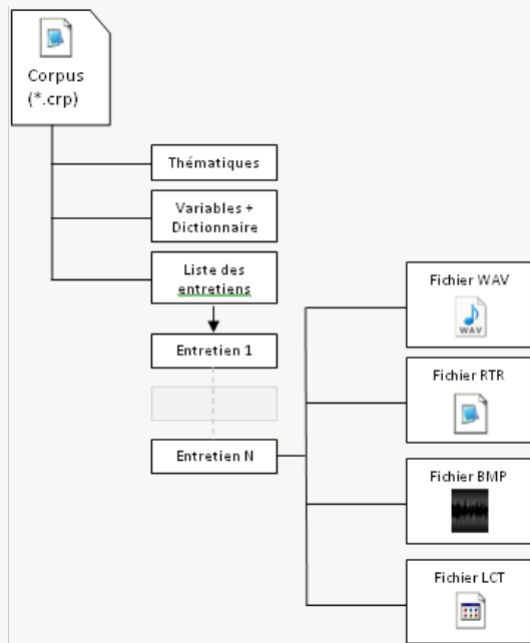 Corpus
(*.crp)
Thématiques
Variables +
Dictionnaire
Liste des
entretiens
Entretien 1
Entretien N
Fichier WAV
WAV
Fichier RTR
Fichier BMP
Fichier LCT